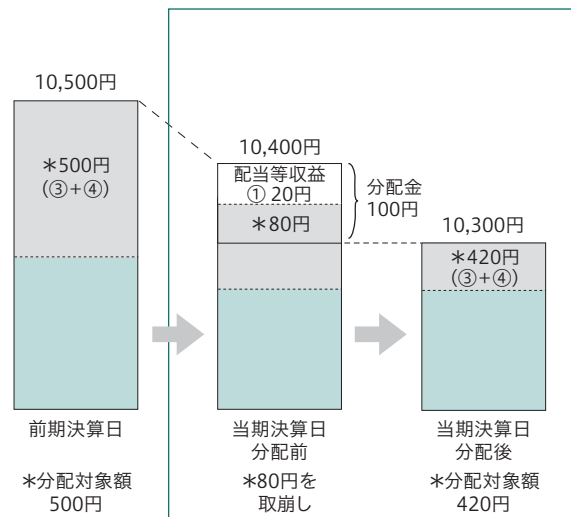 10,500円
＊500円
(③+④)
前期決算日
＊分配対象額
500円
10,400円
配当等収益
① 20円
＊80円
分配金
100円
当期決算日
分配前
＊80円を
取崩し
10,300円
＊420円
(③+④)
当期決算日
分配後
＊分配対象額
420円